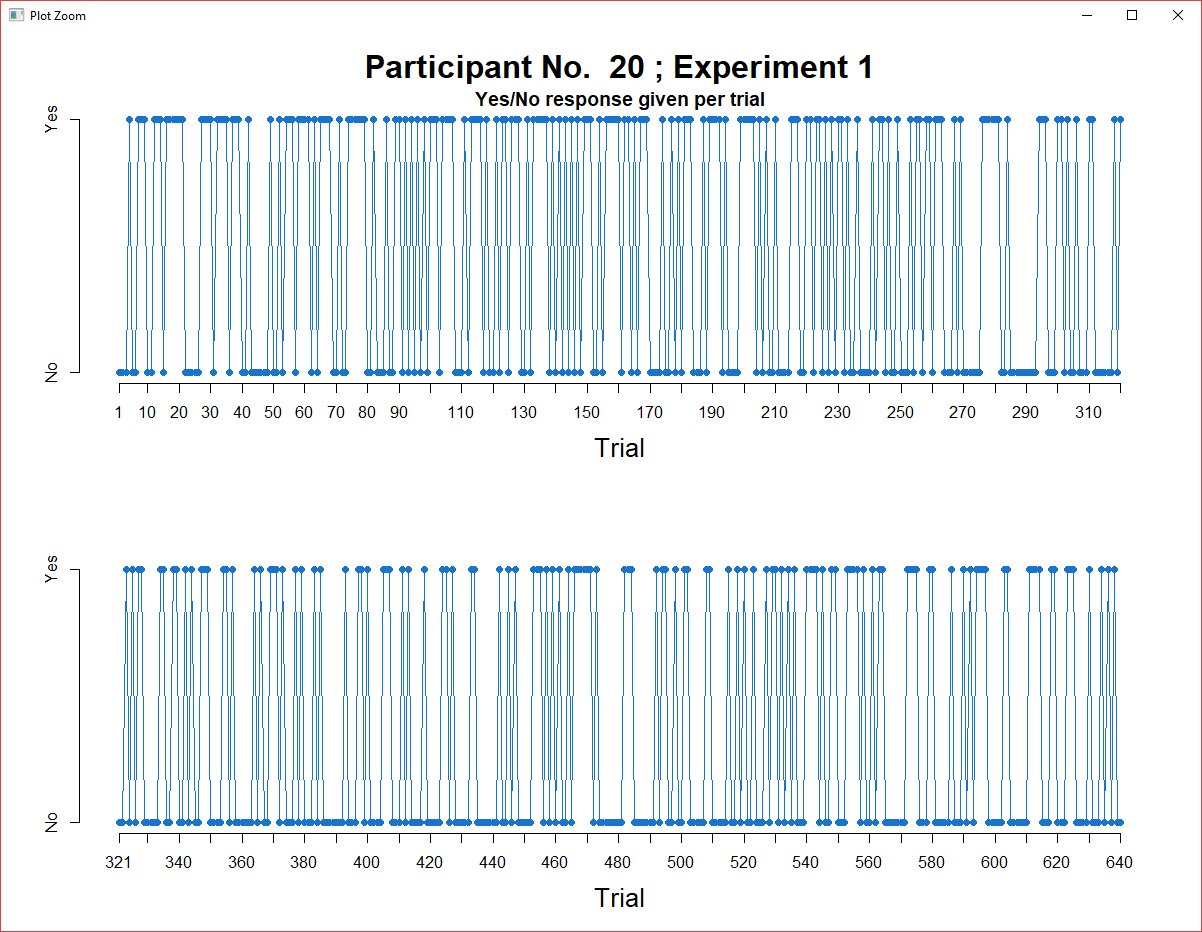 Plot Zoom
Participant No.  20 ; Experiment 1
Yes/No response given per trial
Yes
No
1 10 20 30 40 50 60 70 80 90 110 130 150 170 190 210 230 250 270 290 310
Trial
Yes
No
321 340 360 380 400 420 440 460 480 500 520 540 560 580 600 620 640
Trial